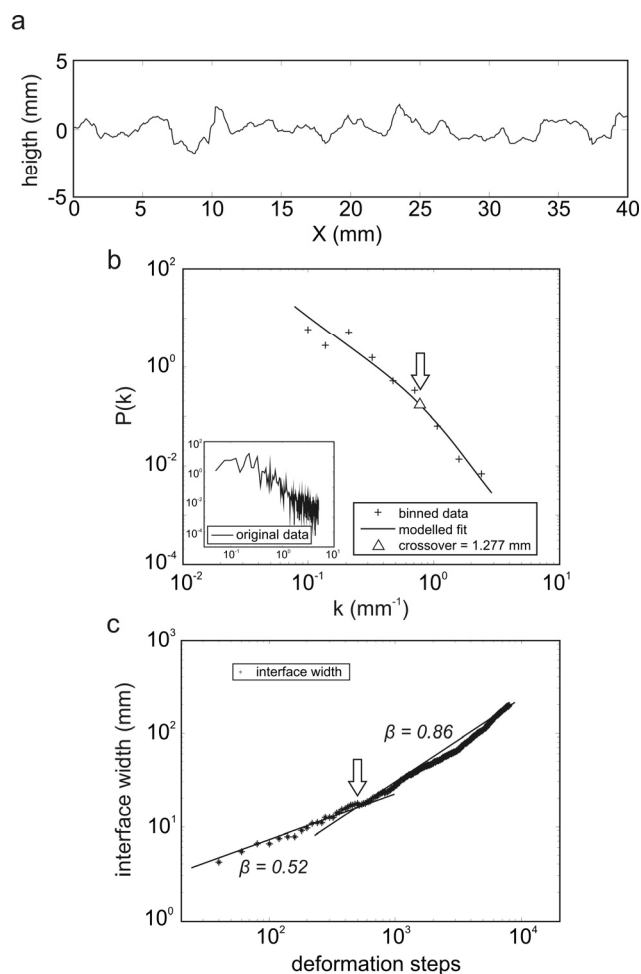 a
5
0
-5
heigth (mm)
0 5 10 15 20 25 30 35 40
X (mm)
b
10^2
10^0
10^-2
10^-4
P(k)
10^2
10^0
10^-2
10^-4
original data
10^-1 10^0 10^1
binned data
modelled fit
crossover = 1.277 mm
10^-2 10^-1 10^0 10^1
k (mm^-1)
c
10^3
10^2
10^1
10^0
interface width (mm)
interface width
β = 0.86
β = 0.52
10^2 10^3 10^4
deformation steps